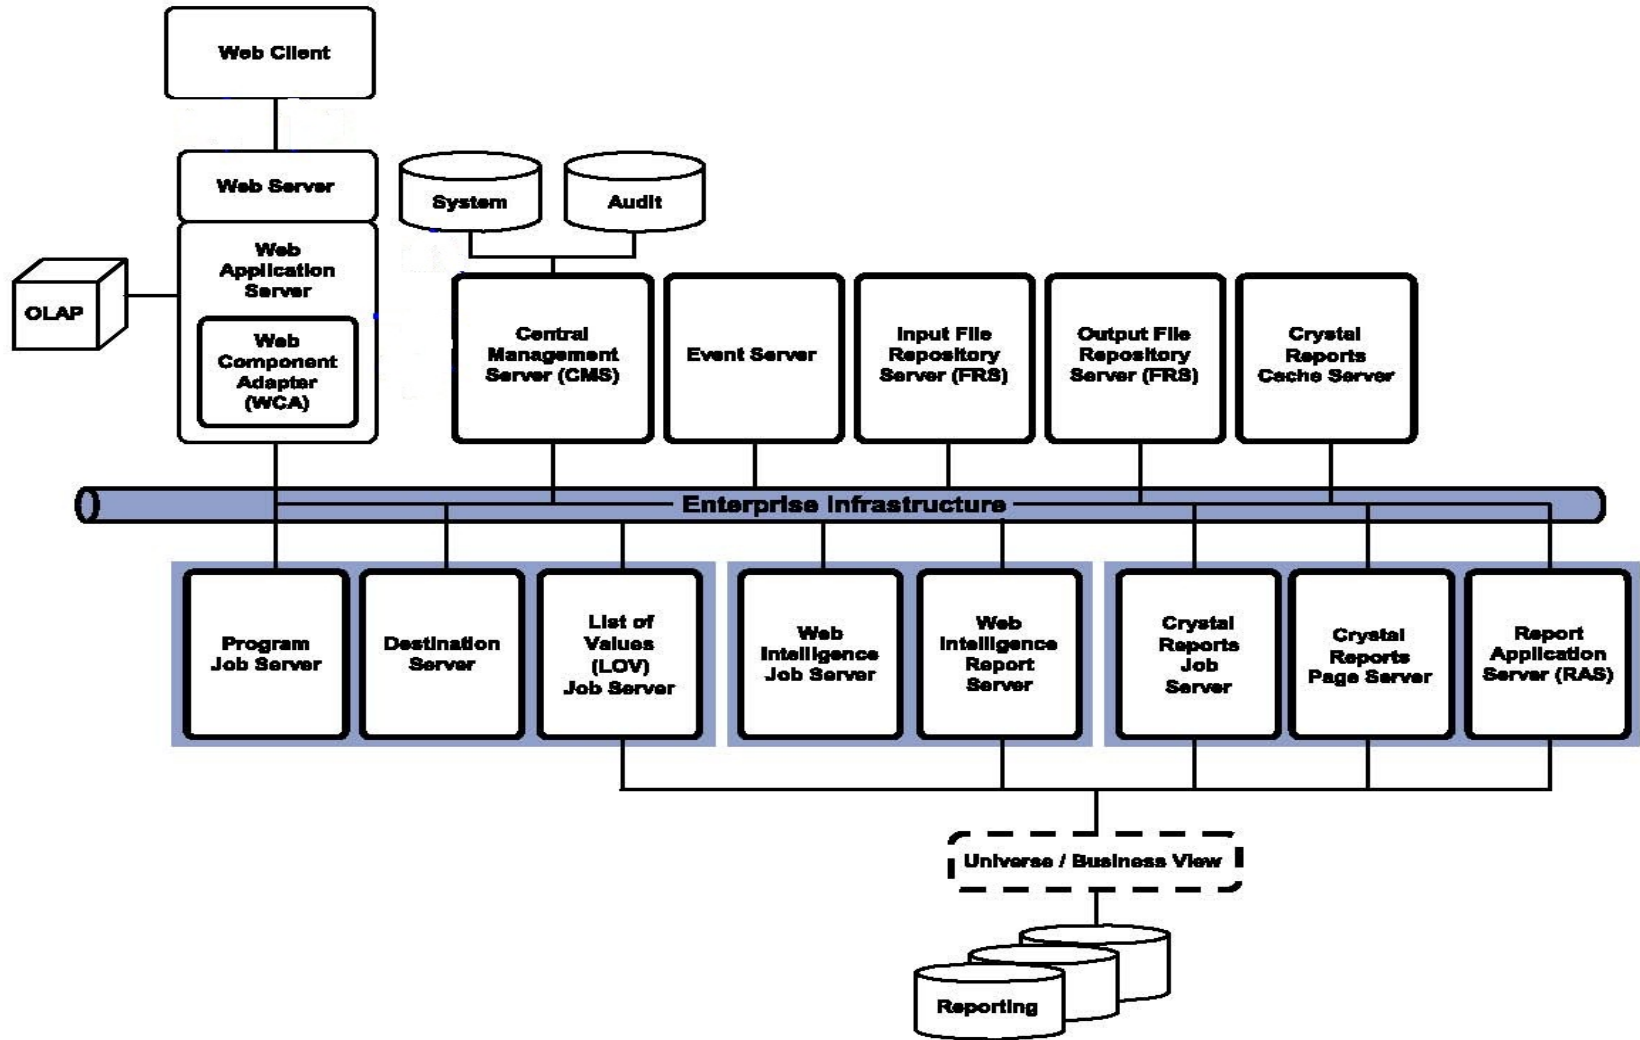 Web Client
Web Server
System
Audit
Web
Application
Server
OLAP
Web
Component
Adapter
(WCA)
Central
Management
Server (CMS)
Event Server
Input File
Repository
Server (FRS)
Output File
Repository
Server (FRS)
Crystal
Reports
Cache Server
Enterprise Infrastructure
Program
Job Server
Destination
Server
List of
Values
(LOV)
Job Server
Web
Intelligence
Job Server
Web
Intelligence
Report
Server
Crystal
Reports
Job
Server
Crystal
Reports
Page Server
Report
Application
Server (RAS)
Universe / Business View
Reporting